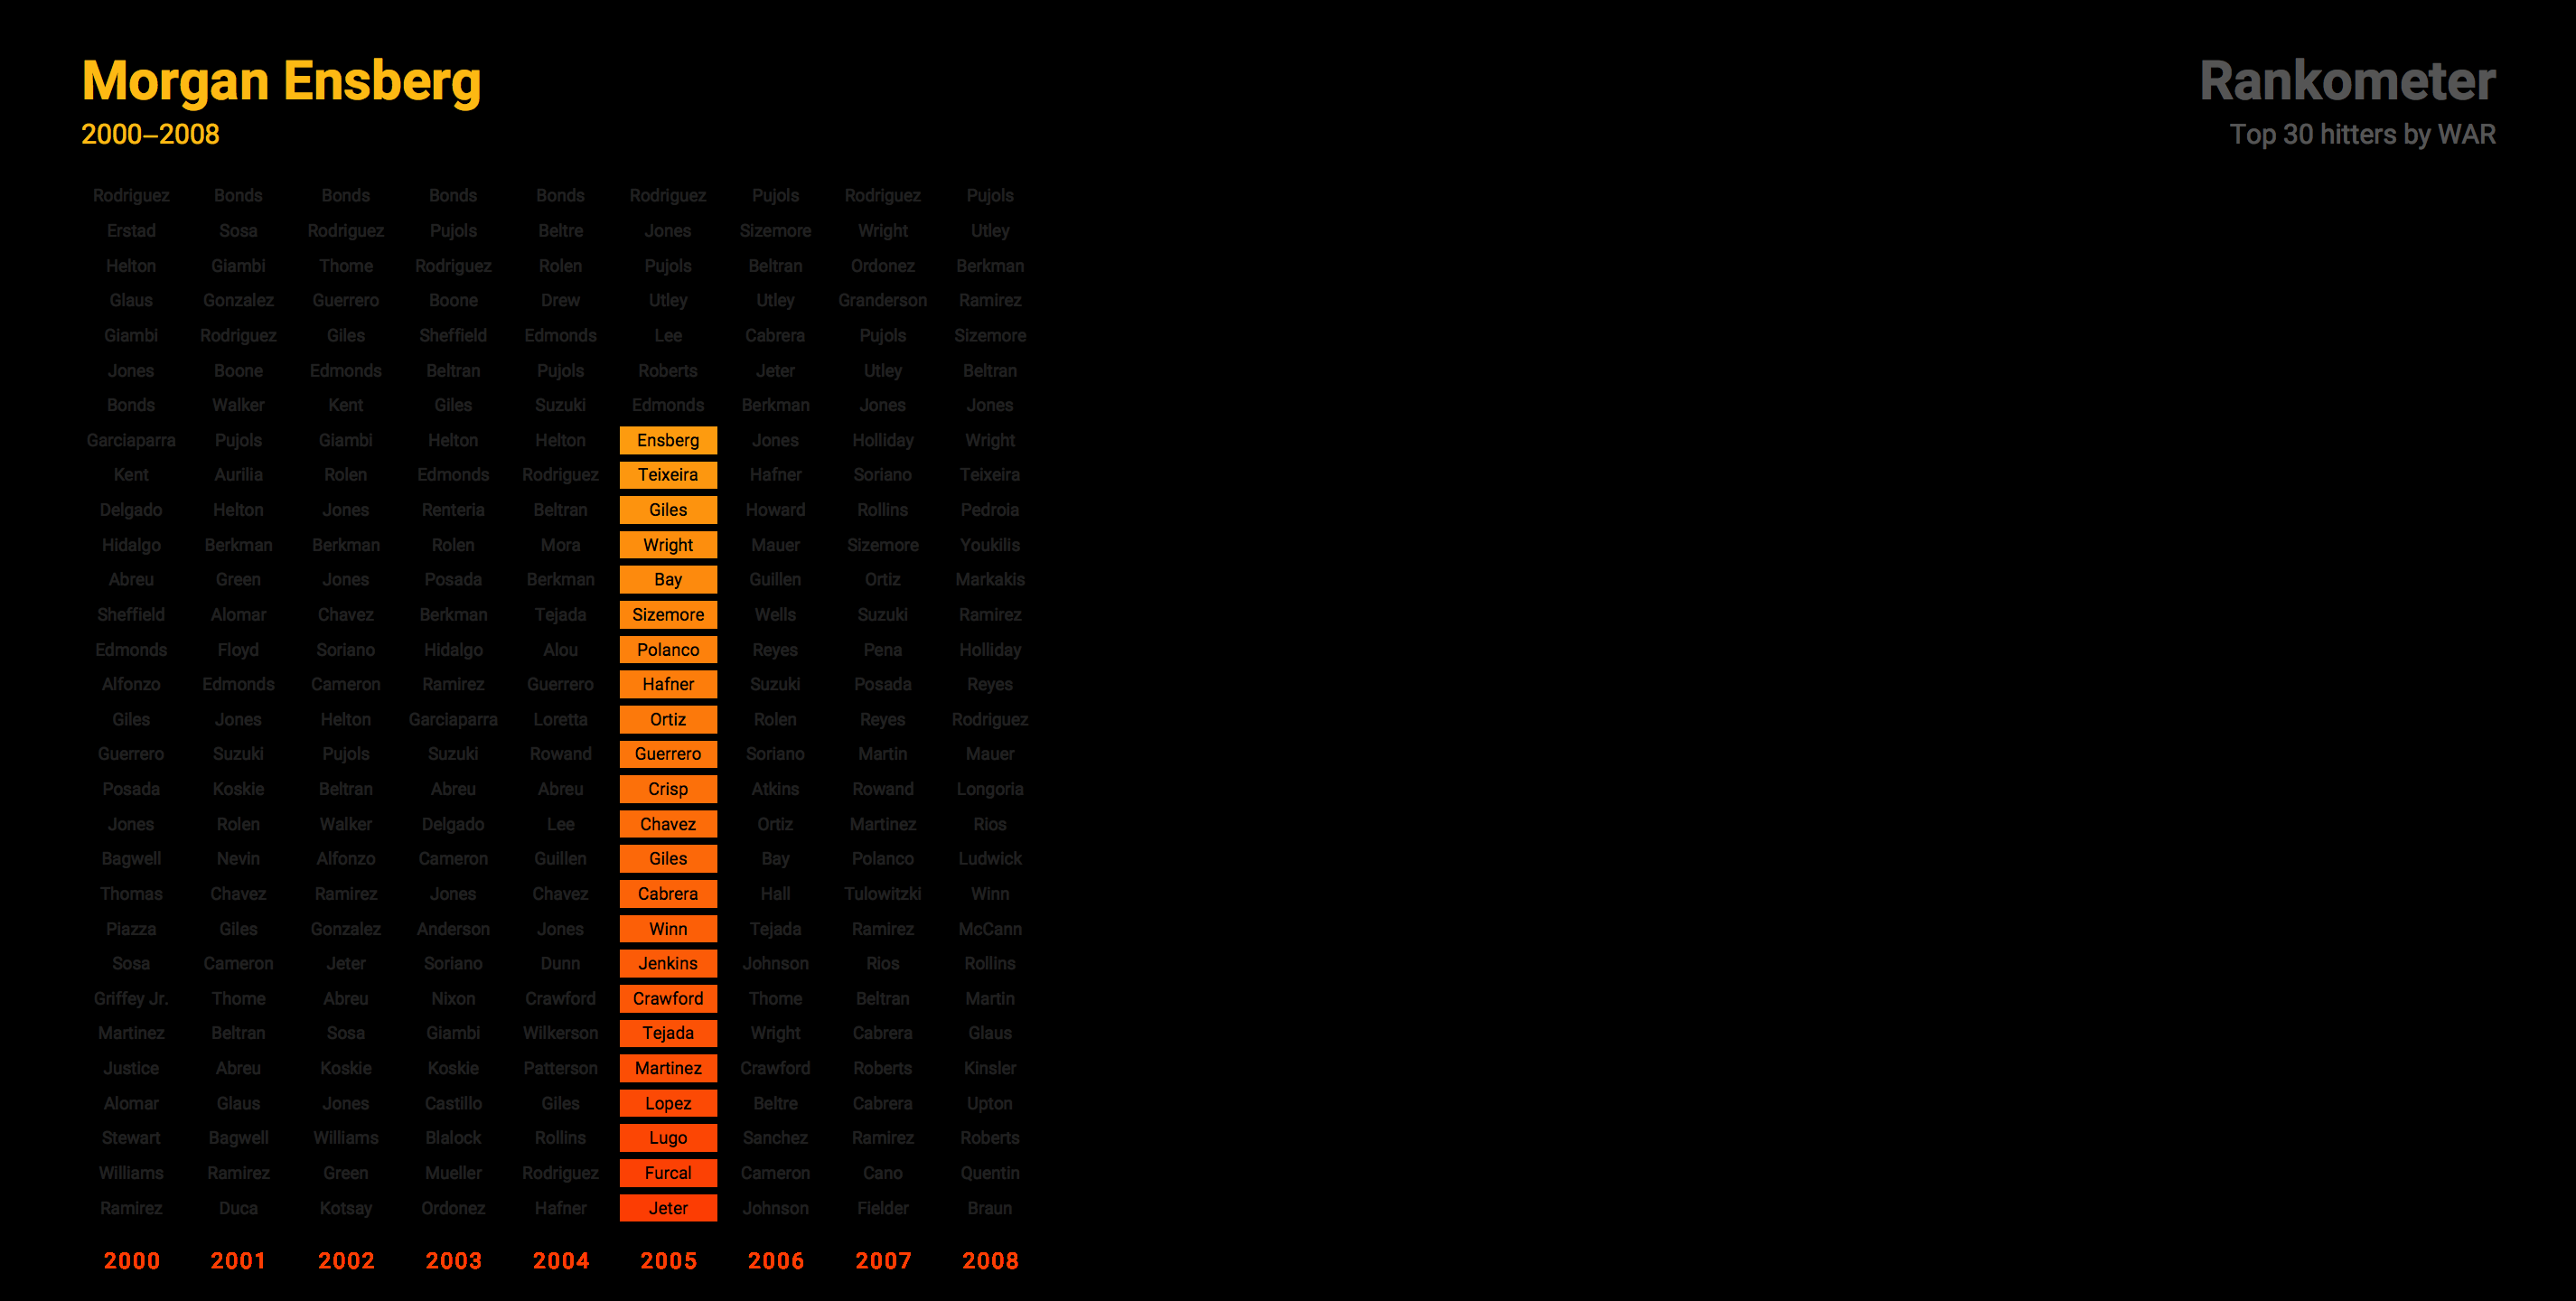 Morgan Ensberg
2000–2008
Rankometer
Top 30 hitters by WAR
Rodriguez Bonds Bonds Bonds Bonds Rodriguez Pujols Rodriguez Pujols
Erstad Sosa Rodriguez Pujols Beltre Jones Sizemore Wright Utley
Helton Giambi Thome Rodriguez Rolen Pujols Beltran Ordonez Berkman
Glaus Gonzalez Guerrero Boone Drew Utley Utley Granderson Ramirez
Giambi Rodriguez Giles Sheffield Edmonds Lee Cabrera Pujols Sizemore
Jones Boone Edmonds Beltran Pujols Roberts Jeter Utley Beltran
Bonds Walker Kent Giles Suzuki Edmonds Berkman Jones Jones
Garciaparra Pujols Giambi Helton Helton Ensberg Jones Holliday Wright
Kent Aurilia Rolen Edmonds Rodriguez Teixeira Hafner Soriano Teixeira
Delgado Helton Jones Renteria Beltran Giles Howard Rollins Pedroia
Hidalgo Berkman Berkman Rolen Mora Wright Mauer Sizemore Youkilis
Abreu Green Jones Posada Berkman Bay Guillen Ortiz Markakis
Sheffield Alomar Chavez Berkman Tejada Sizemore Wells Suzuki Ramirez
Edmonds Floyd Soriano Hidalgo Alou Polanco Reyes Pena Holliday
Alfonzo Edmonds Cameron Ramirez Guerrero Hafner Suzuki Posada Reyes
Giles Jones Helton Garciaparra Loretta Ortiz Rolen Reyes Rodriguez
Guerrero Suzuki Pujols Suzuki Rowand Guerrero Soriano Martin Mauer
Posada Koskie Beltran Abreu Abreu Crisp Atkins Rowand Longoria
Jones Rolen Walker Delgado Lee Chavez Ortiz Martinez Rios
Bagwell Nevin Alfonzo Cameron Guillen Giles Bay Polanco Ludwick
Thomas Chavez Ramirez Jones Chavez Cabrera Hall Tulowitzki Winn
Piazza Giles Gonzalez Anderson Jones Winn Tejada Ramirez McCann
Sosa Cameron Jeter Soriano Dunn Jenkins Johnson Rios Rollins
Griffey Jr. Thome Abreu Nixon Crawford Crawford Thome Beltran Martin
Martinez Beltran Sosa Giambi Wilkerson Tejada Wright Cabrera Glaus
Justice Abreu Koskie Koskie Patterson Martinez Crawford Roberts Kinsler
Alomar Glaus Jones Castillo Giles Lopez Beltre Cabrera Upton
Stewart Bagwell Williams Blalock Rollins Lugo Sanchez Ramirez Roberts
Williams Ramirez Green Mueller Rodriguez Furcal Cameron Cano Quentin
Ramirez Duca Kotsay Ordonez Hafner Jeter Johnson Fielder Braun
2000 2001 2002 2003 2004 2005 2006 2007 2008